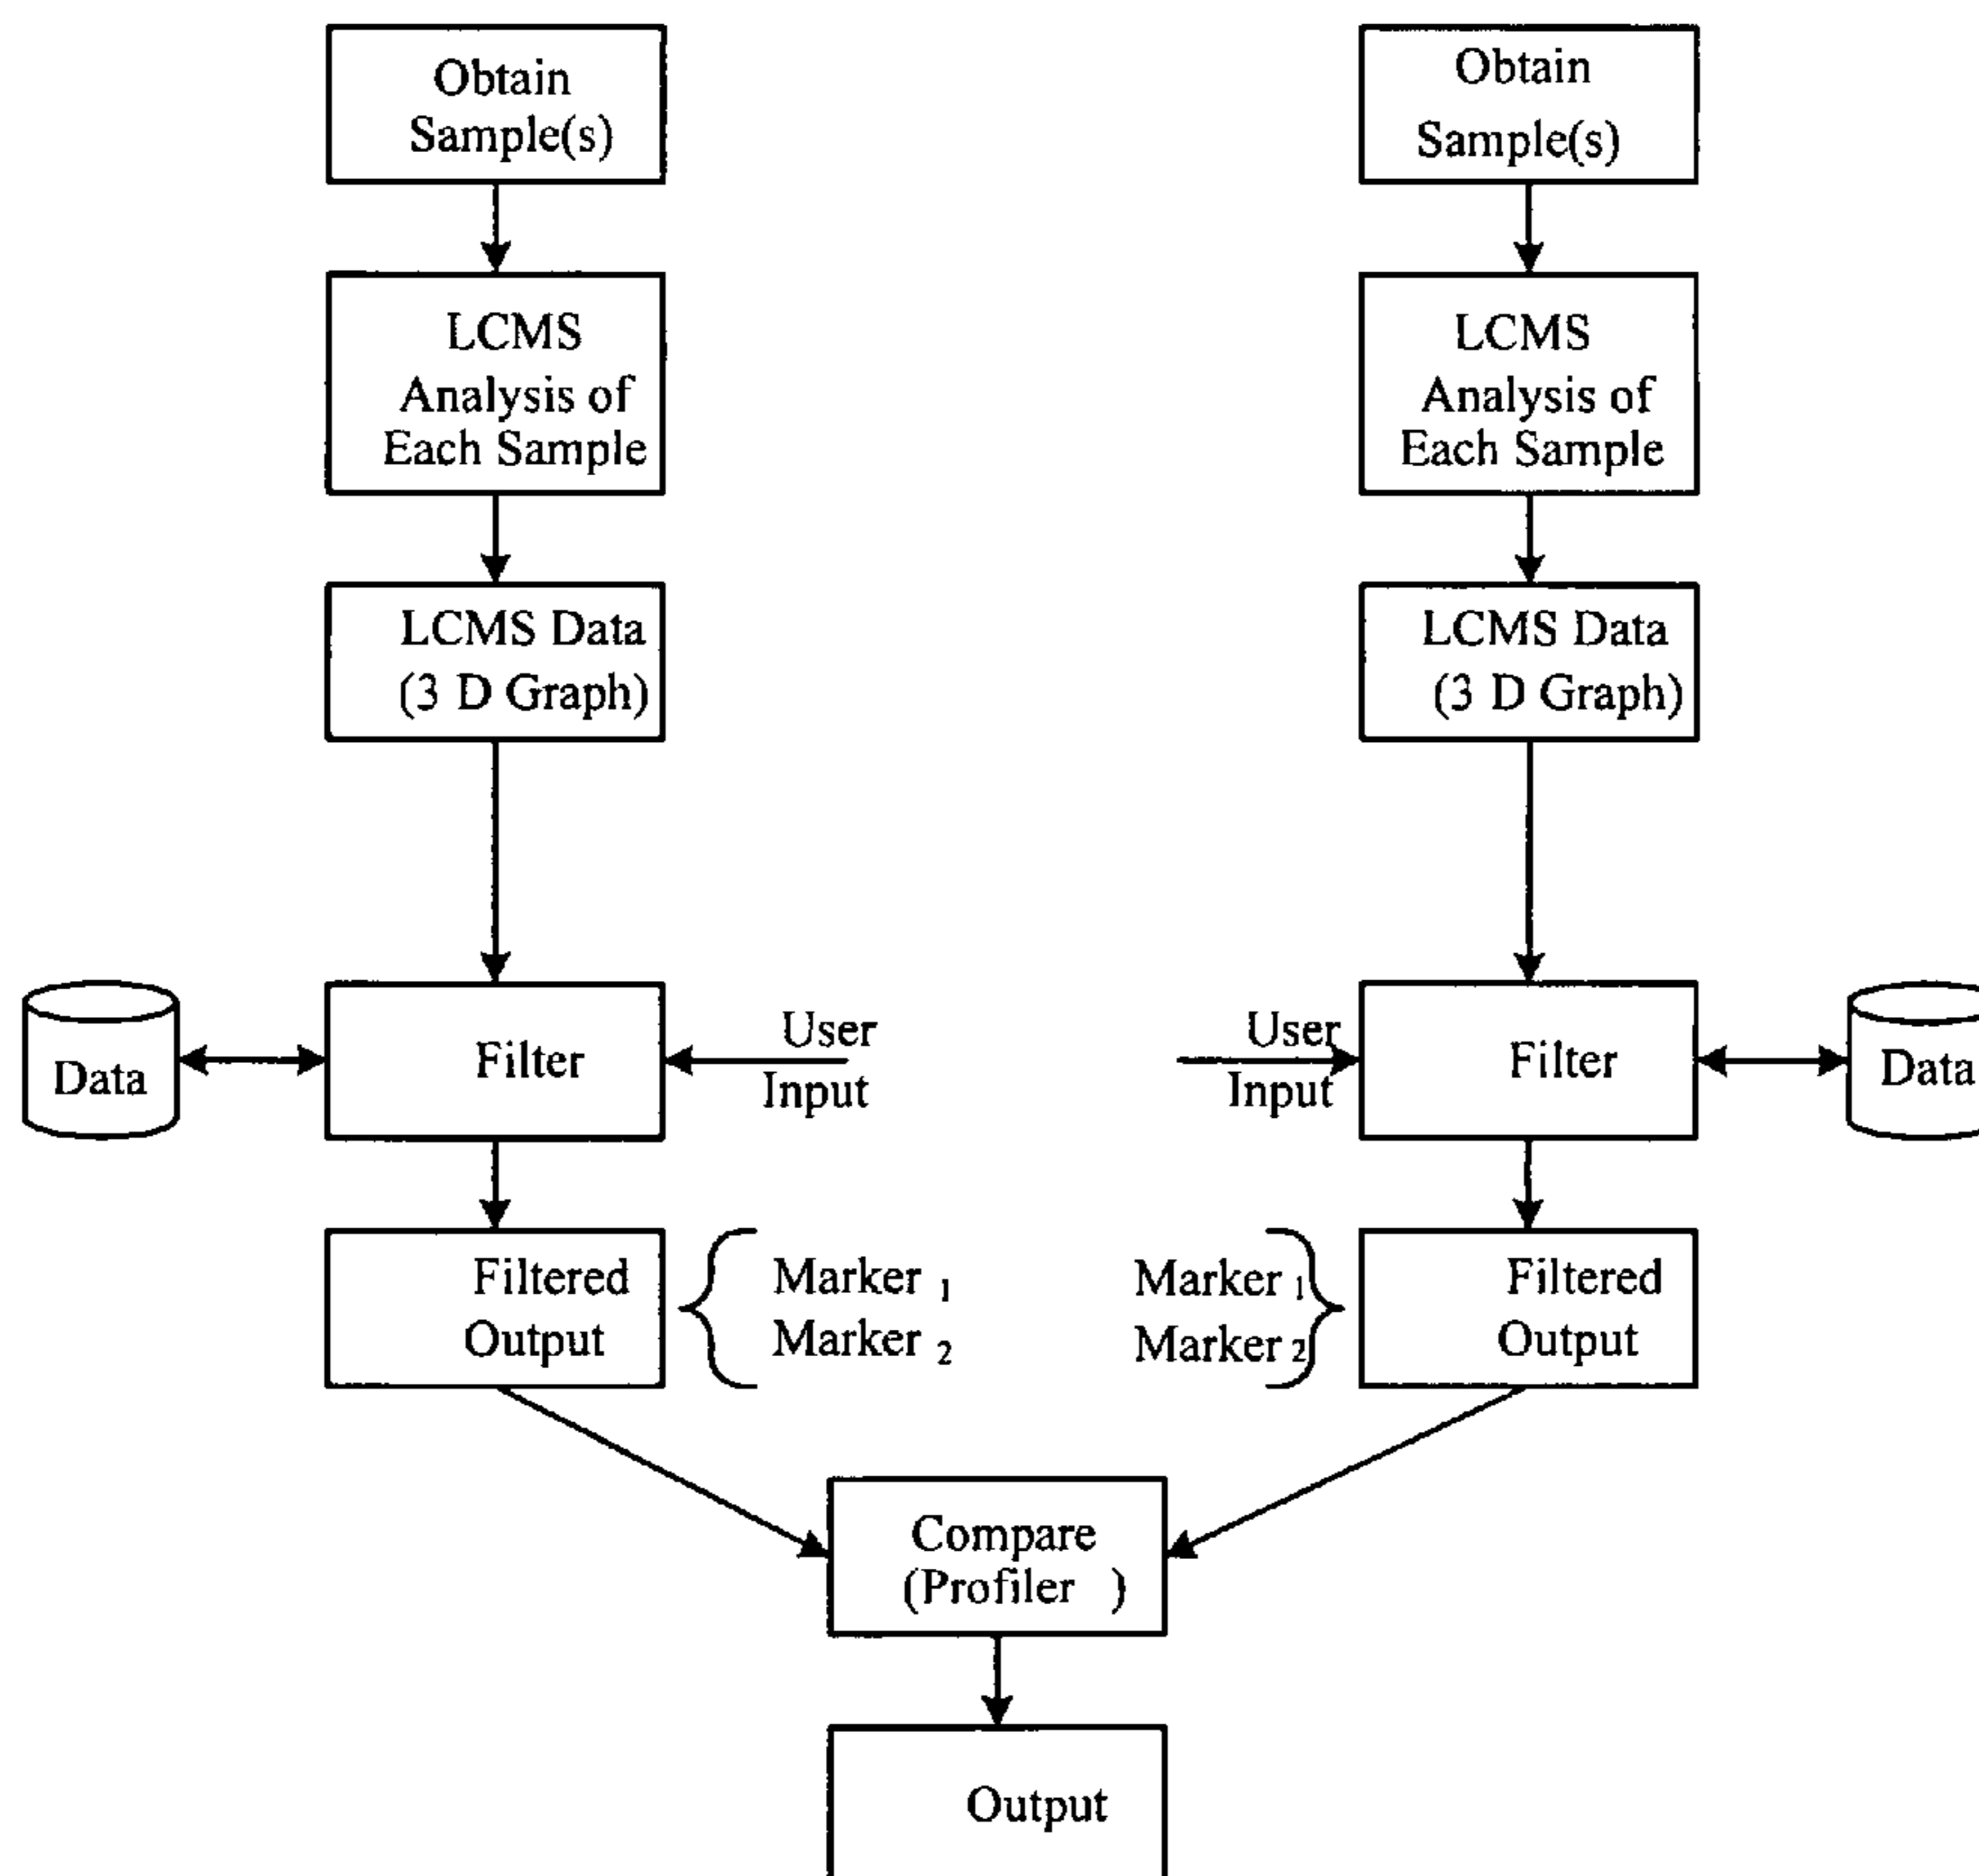 Obtain
Sample(s)
Obtain
Sample(s)
LCMS
Analysis of
Each Sample
LCMS
Analysis of
Each Sample
LCMS Data
(3 D Graph)
LCMS Data
(3 D Graph)
Data
Filter
User
Input
User
Input
Filter
Data
Filtered
Output
Marker 1
Marker 2
Marker 1
Marker 2
Filtered
Output
Compare
(Profiler )
Output